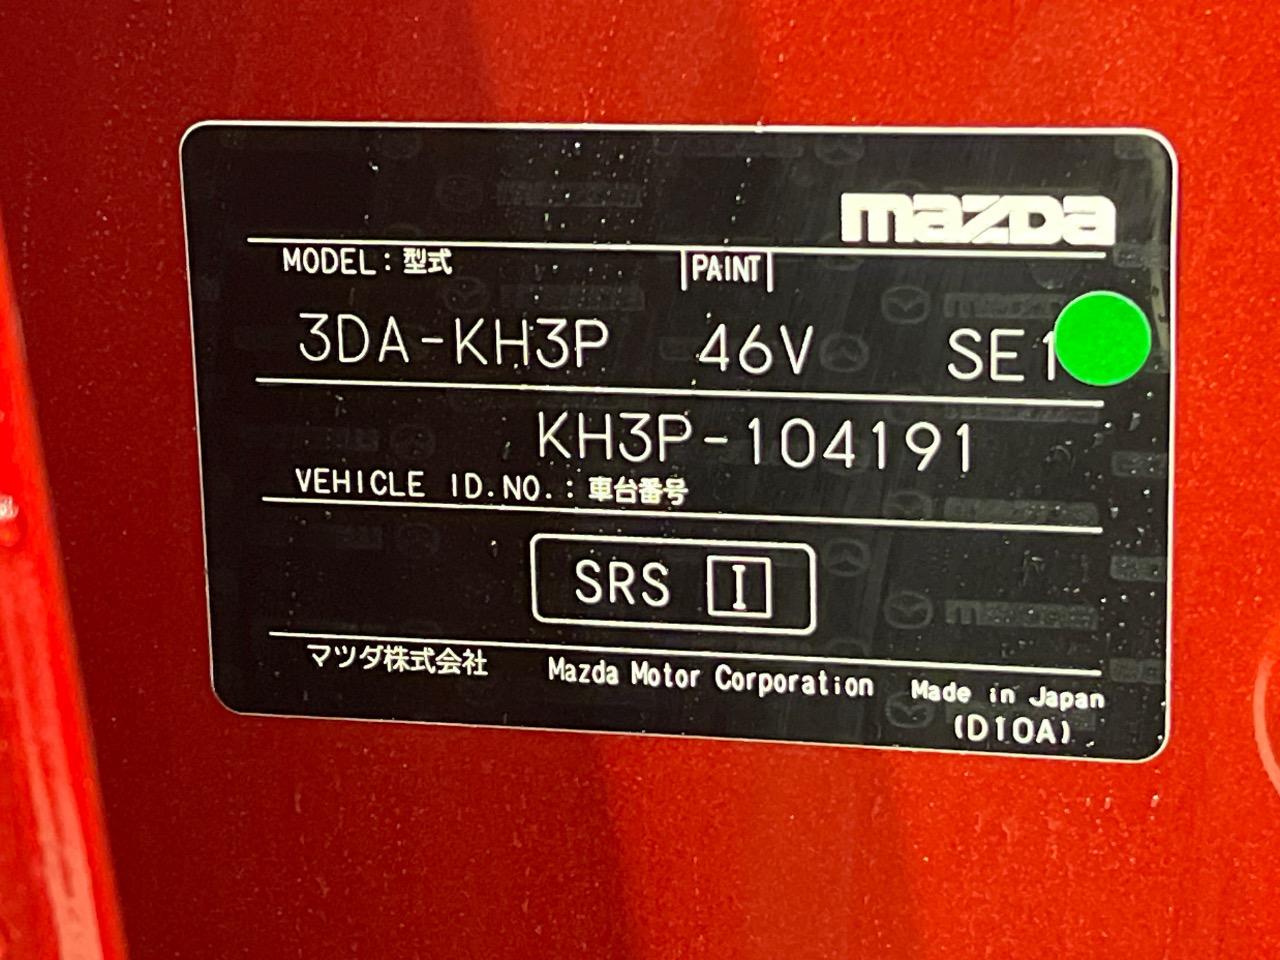 mazda
MODEL:型式 PAINT
3DA-KH3P 46V SE1
KH3P-104191
VEHICLE ID.NO.:車台番号
SRS I
マツダ株式会社 Mazda Motor Corporation Made in Japan
(D10A)